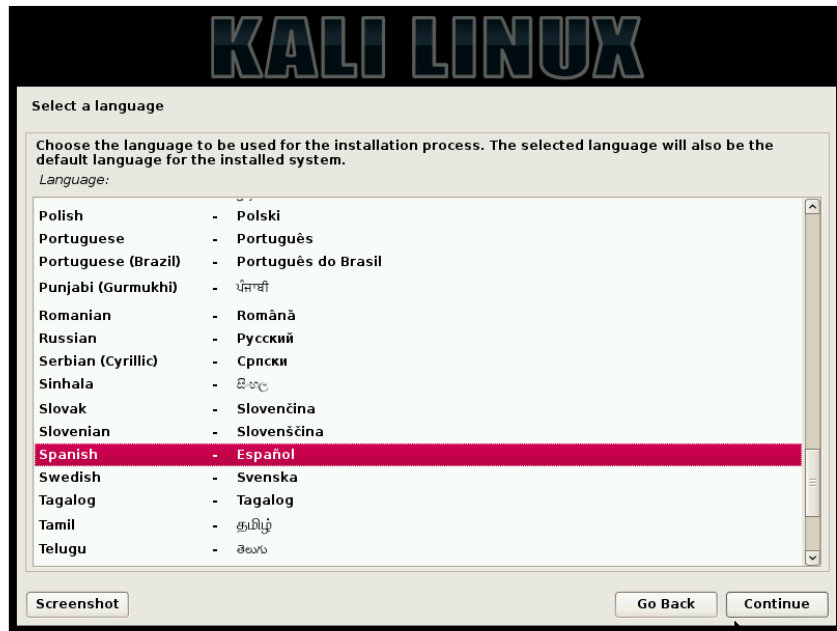 KALI LINUX
Select a language
Choose the language to be used for the installation process. The selected language will also be the
default language for the installed system.
Language:
Polish - Polski
Portuguese - Português
Portuguese (Brazil) - Português do Brasil
Punjabi (Gurmukhi) - ਪੰਜਾਬੀ
Romanian - Română
Russian - Русский
Serbian (Cyrillic) - Српски
Sinhala - සිංහල
Slovak - Slovenčina
Slovenian - Slovenščina
Spanish - Español
Swedish - Svenska
Tagalog - Tagalog
Tamil - தமிழ்
Telugu - తెలుగు
Screenshot Go Back Continue